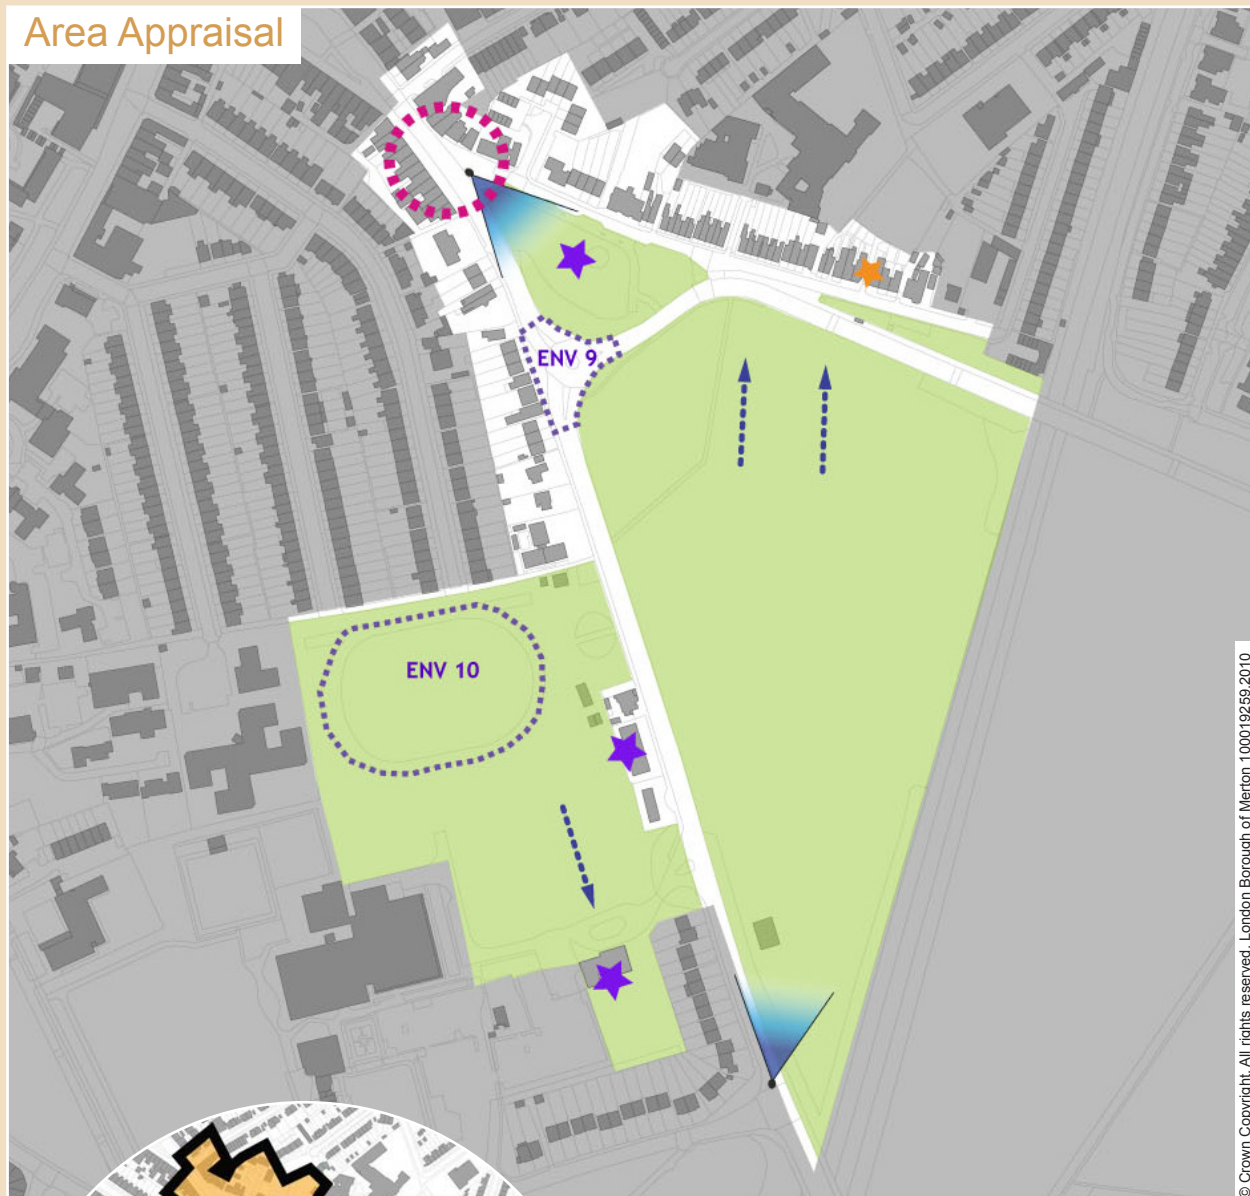 Area Appraisal
ENV 9
ENV 10
© Crown Copyright. All rights reserved. London Borough of Merton 100019259.2010